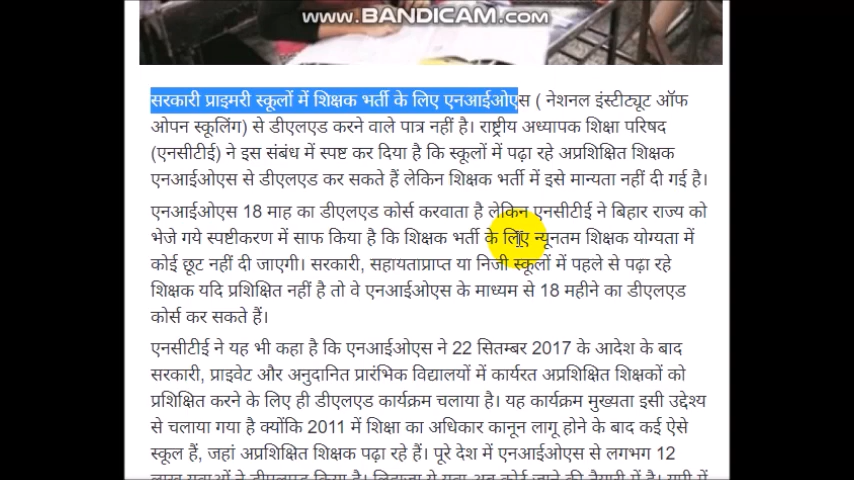 www.BANDICAM.com
सरकारी प्राइमरी स्कूलों में शिक्षक भर्ती के लिए एनआईओएस ( नेशनल इंस्टीट्यूट ऑफ
ओपन स्कूलिंग) से डीएलएड करने वाले पात्र नहीं है। राष्ट्रीय अध्यापक शिक्षा परिषद
(एनसीटीई) ने इस संबंध में स्पष्ट कर दिया है कि स्कूलों में पढ़ा रहे अप्रशिक्षित शिक्षक
एनआईओएस से डीएलएड कर सकते हैं लेकिन शिक्षक भर्ती में इसे मान्यता नहीं दी गई है।
एनआईओएस 18 माह का डीएलएड कोर्स करवाता है लेकिन एनसीटीई ने बिहार राज्य को
भेजे गये स्पष्टीकरण में साफ किया है कि शिक्षक भर्ती के लिए न्यूनतम शिक्षक योग्यता में
कोई छूट नहीं दी जाएगी। सरकारी, सहायताप्राप्त या निजी स्कूलों में पहले से पढ़ा रहे
शिक्षक यदि प्रशिक्षित नहीं है तो वे एनआईओएस के माध्यम से 18 महीने का डीएलएड
कोर्स कर सकते हैं।
एनसीटीई ने यह भी कहा है कि एनआईओएस ने 22 सितम्बर 2017 के आदेश के बाद
सरकारी, प्राइवेट और अनुदानित प्रारंभिक विद्यालयों में कार्यरत अप्रशिक्षित शिक्षकों को
प्रशिक्षित करने के लिए ही डीएलएड कार्यक्रम चलाया है। यह कार्यक्रम मुख्यता इसी उद्देश्य
से चलाया गया है क्योंकि 2011 में शिक्षा का अधिकार कानून लागू होने के बाद कई ऐसे
स्कूल हैं, जहां अप्रशिक्षित शिक्षक पढ़ा रहे हैं। पूरे देश में एनआईओएस से लगभग 12
लाख युवाओं ने डीएलएड किया है। लिहाजा ये युवा अब कोर्ट जाने की तैयारी में है। यूपी में